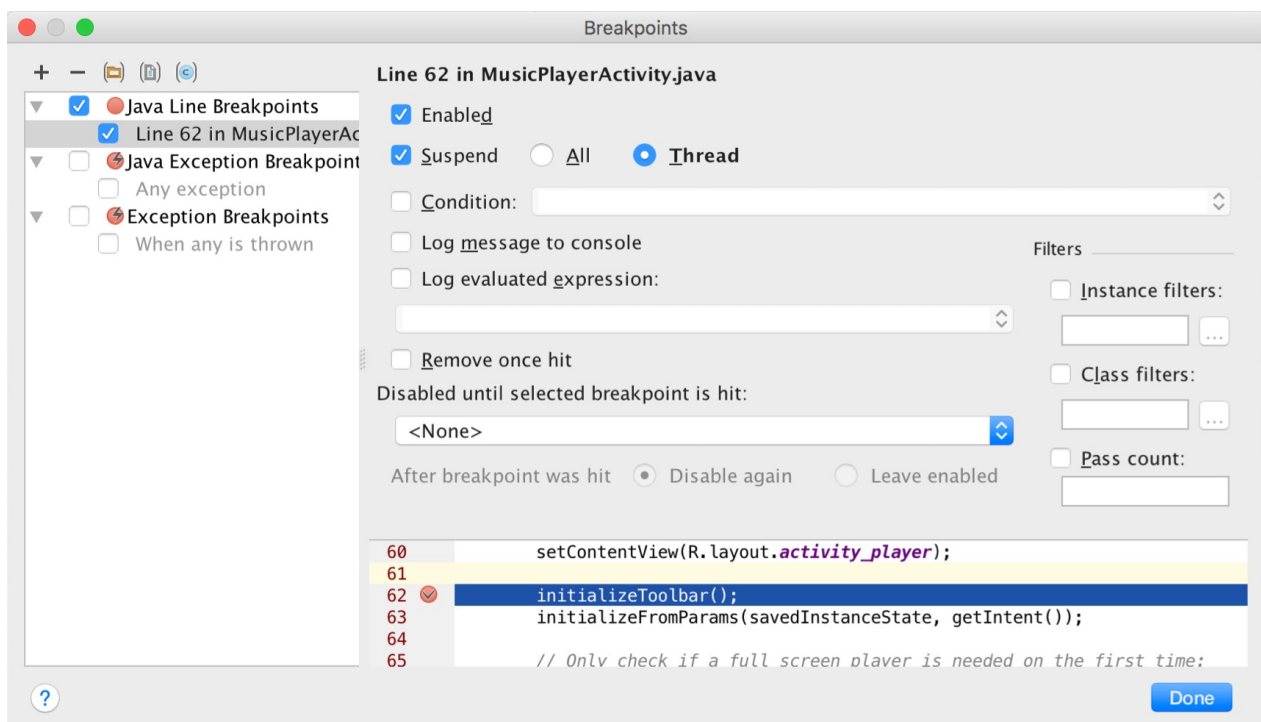 Breakpoints
Line 62 in MusicPlayerActivity.java
Java Line Breakpoints
Line 62 in MusicPlayerAc
Java Exception Breakpoint
Any exception
Exception Breakpoints
When any is thrown
Enabled
Suspend All Thread
Condition:
Log message to console
Log evaluated expression:
Remove once hit
Disabled until selected breakpoint is hit:
<None>
After breakpoint was hit Disable again Leave enabled
Filters
Instance filters:
...
Class filters:
...
Pass count:
60 setContentView(R.layout.activity_player);
61
62 initializeToolbar();
63 initializeFromParams(savedInstanceState, getIntent());
64
65 // Only check if a full screen player is needed on the first time:
?
Done